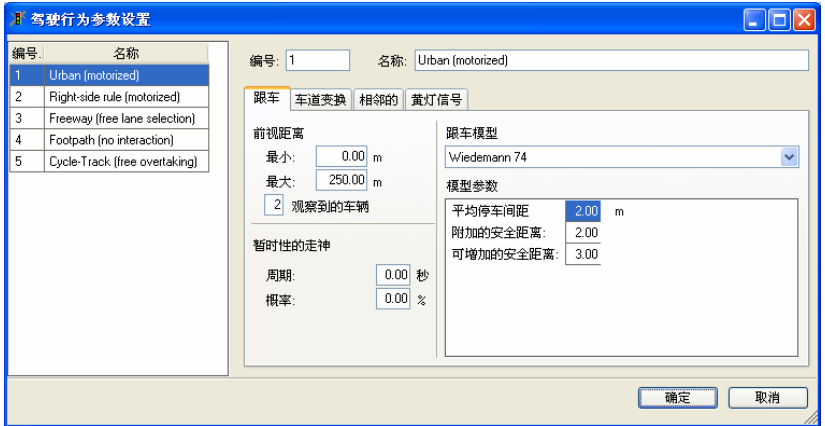 驾驶行为参数设置
编号. 名称
1 Urban (motorized)
2 Right-side rule (motorized)
3 Freeway (free lane selection)
4 Footpath (no interaction)
5 Cycle-Track (free overtaking)
编号: 1 名称: Urban (motorized)
跟车 车道变换 相邻的 黄灯信号
前视距离
最小: 0.00 m
最大: 250.00 m
2 观察到的车辆
暂时性的走神
周期: 0.00 秒
概率: 0.00 %
跟车模型
Wiedemann 74
模型参数
平均停车间距 2.00 m
附加的安全距离: 2.00
可增加的安全距离: 3.00
确定 取消